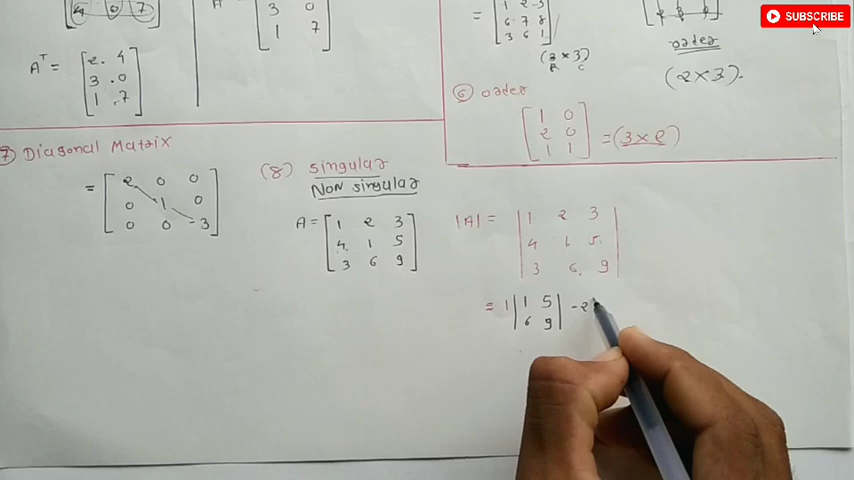 4 0 7
A^T = [2 4
3 0
1 7]
3 0
1 7
= [1 2 -3
6 7 8
3 6 1]
(3 × 3)
R C
order
(2 × 3).
SUBSCRIBE
⑥ order
[1 0
2 0
1 1] = (3 × 2)
⑦ Diagonal Matrix
= [2 0 0
0 1 0
0 0 -3]
(8) singular
Non singular
A = [1 2 3
4 1 5
3 6 9]
|A| = |1 2 3
4 1 5
3 6 9|
= 1 |1 5
6 9| -2